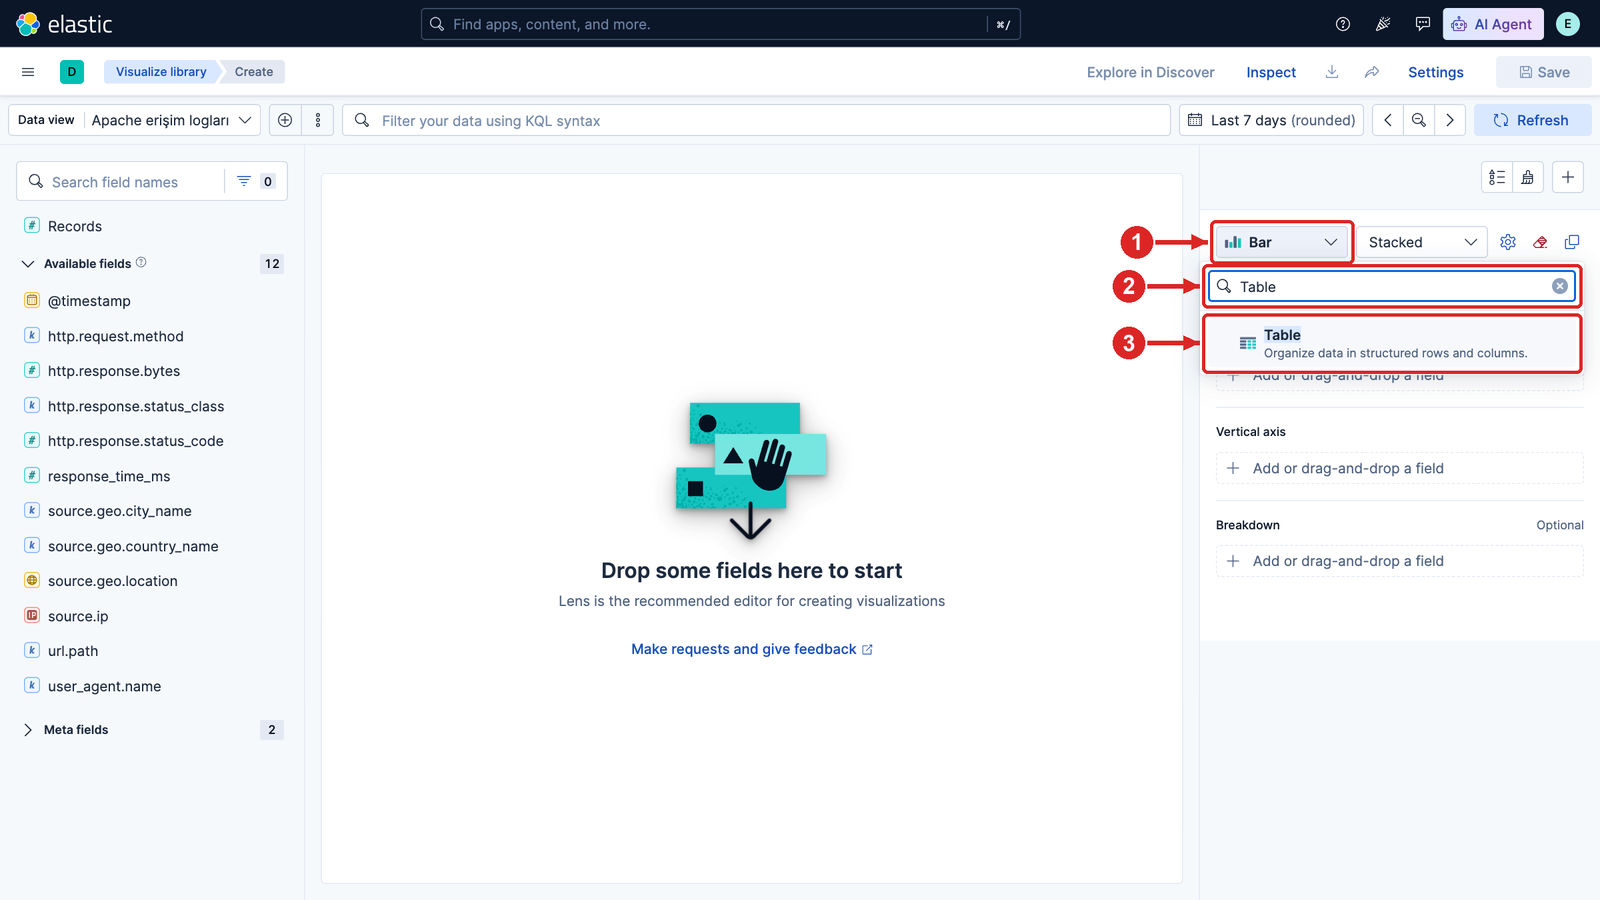 elastic
Find apps, content, and more.
⌘/
AI Agent
E
D
Visualize library
Create
Explore in Discover
Inspect
Settings
Save
Data view
Apache erişim logları
Filter your data using KQL syntax
Last 7 days (rounded)
Refresh
Search field names
0
Records
Available fields
12
@timestamp
http.request.method
http.response.bytes
http.response.status_class
http.response.status_code
response_time_ms
source.geo.city_name
source.geo.country_name
source.geo.location
source.ip
url.path
user_agent.name
Meta fields
2
Drop some fields here to start
Lens is the recommended editor for creating visualizations
Make requests and give feedback
1
Bar
Stacked
2
Table
3
Table
Organize data in structured rows and columns.
Add or drag-and-drop a field
Vertical axis
Add or drag-and-drop a field
Breakdown
Optional
Add or drag-and-drop a field